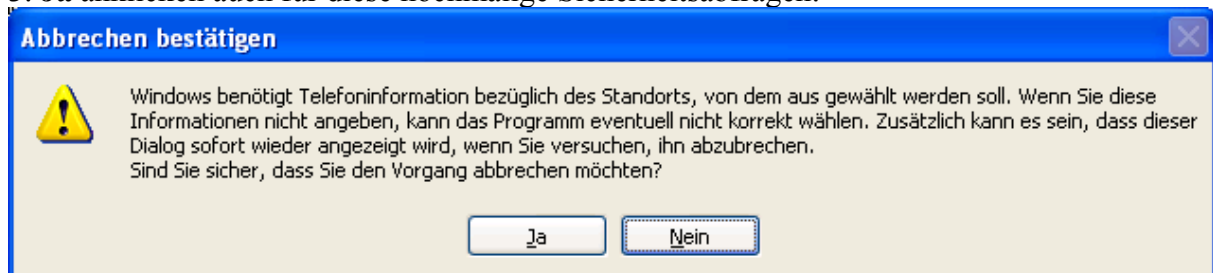 Abbrechen bestätigen
Windows benötigt Telefoninformation bezüglich des Standorts, von dem aus gewählt werden soll. Wenn Sie diese
Informationen nicht angeben, kann das Programm eventuell nicht korrekt wählen. Zusätzlich kann es sein, dass dieser
Dialog sofort wieder angezeigt wird, wenn Sie versuchen, ihn abzubrechen.
Sind Sie sicher, dass Sie den Vorgang abbrechen möchten?
Ja Nein